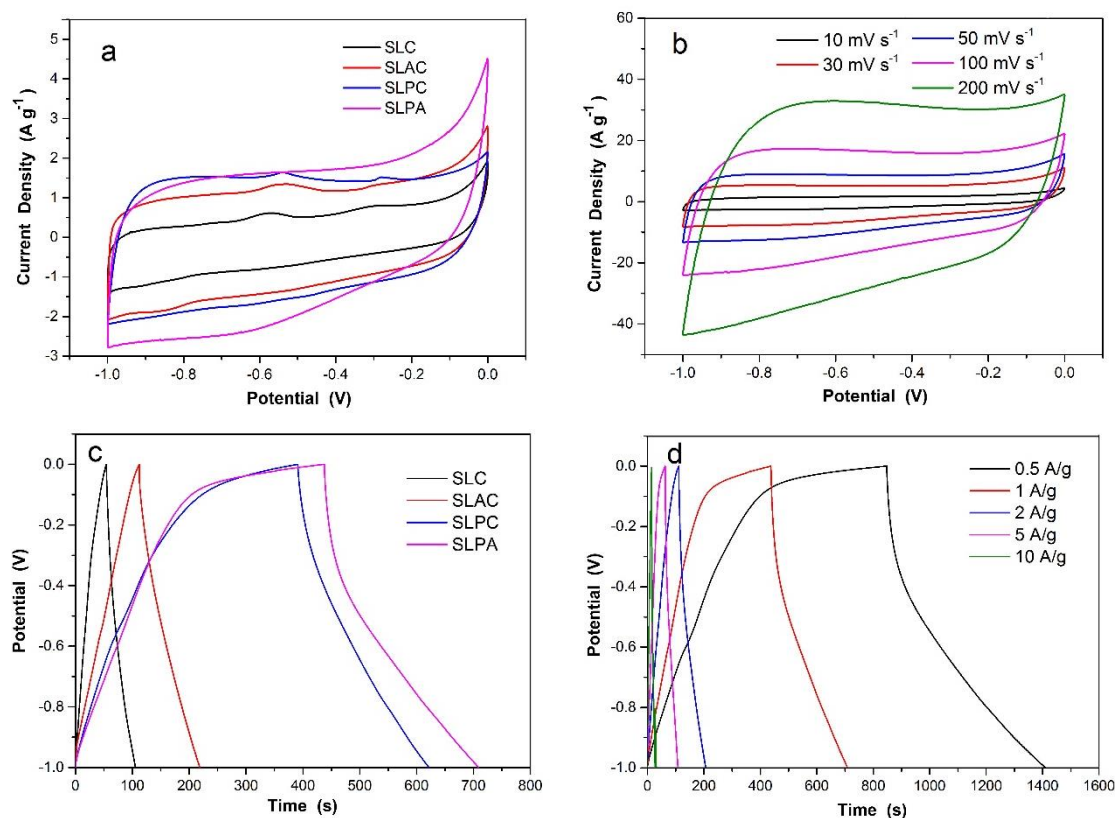 a
SLC
SLAC
SLPC
SLPA
5
4
3
2
1
0
-1
-2
-3
Current Density (A g-1)
-1.0
-0.8
-0.6
-0.4
-0.2
0.0
Potential (V)
b
10 mV s-1
50 mV s-1
30 mV s-1
100 mV s-1
200 mV s-1
60
40
20
0
-20
-40
Current Density (A g-1)
-1.0
-0.8
-0.6
-0.4
-0.2
0.0
Potential (V)
c
SLC
SLAC
SLPC
SLPA
0.0
-0.2
-0.4
-0.6
-0.8
-1.0
Potential (V)
0
100
200
300
400
500
600
700
800
Time (s)
d
0.5 A/g
1 A/g
2 A/g
5 A/g
10 A/g
0.0
-0.2
-0.4
-0.6
-0.8
-1.0
Potential (V)
0
200
400
600
800
1000
1200
1400
1600
Time (s)